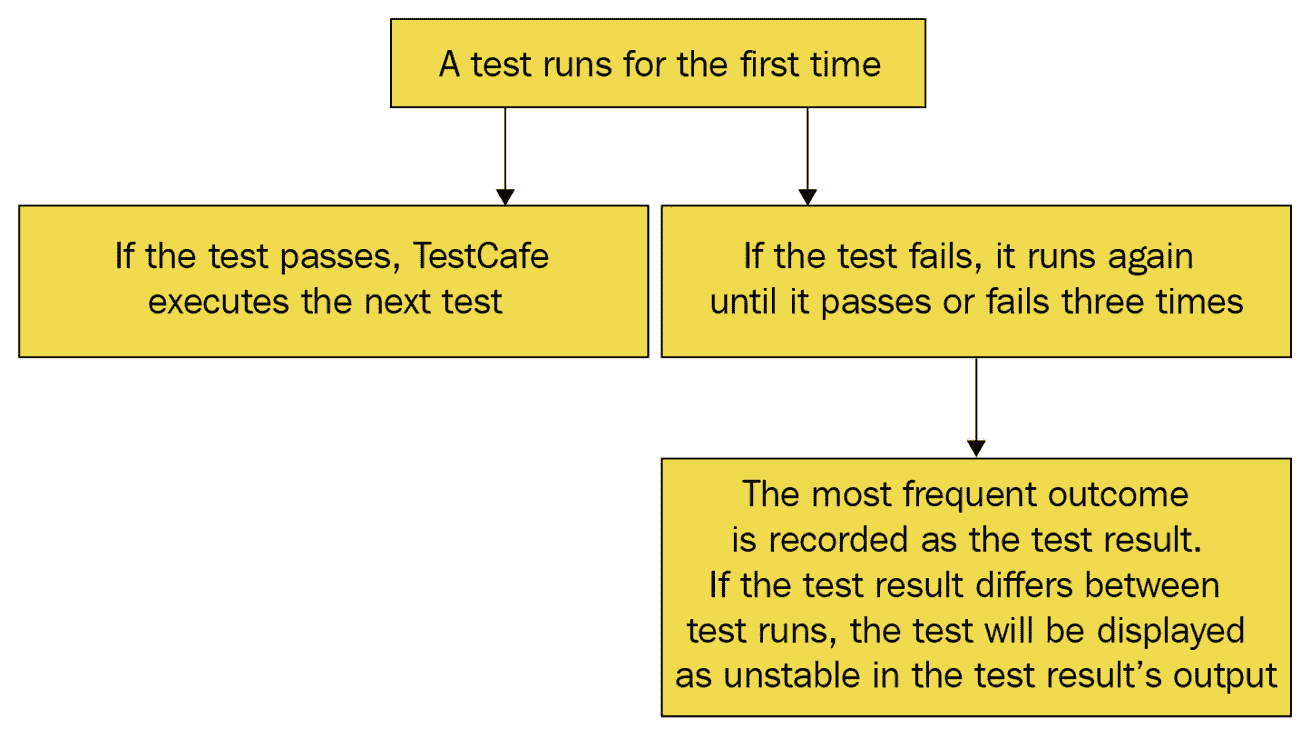 A test runs for the first time
If the test passes, TestCafe
executes the next test
If the test fails, it runs again
until it passes or fails three times
The most frequent outcome
is recorded as the test result.
If the test result differs between
test runs, the test will be displayed
as unstable in the test result’s output